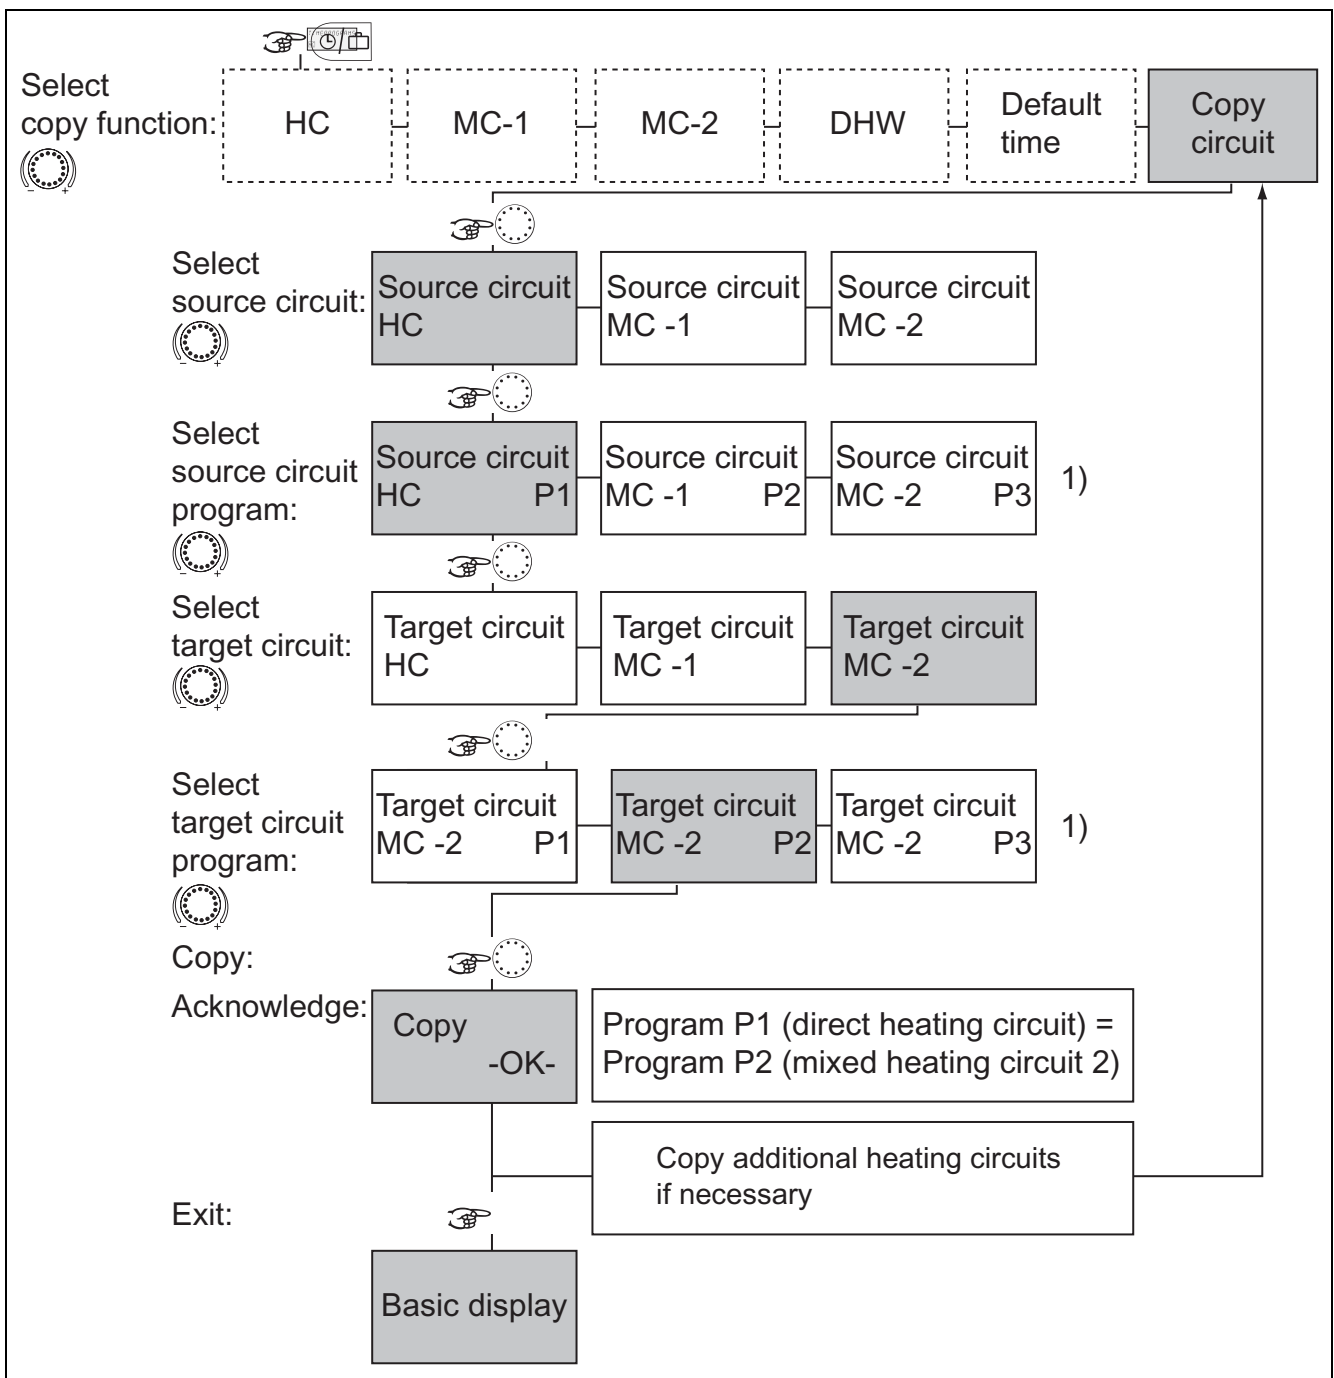 Select
copy function:
HC
MC-1
MC-2
DHW
Default
time
Copy
circuit
- +
Select
source circuit:
- +
Source circuit
HC
Source circuit
MC -1
Source circuit
MC -2
Select
source circuit
program:
- +
Source circuit
HC P1
Source circuit
MC -1 P2
Source circuit
MC -2 P3
1)
Select
target circuit:
- +
Target circuit
HC
Target circuit
MC -1
Target circuit
MC -2
Select
target circuit
program:
- +
Target circuit
MC -2 P1
Target circuit
MC -2 P2
Target circuit
MC -2 P3
1)
Copy:
Acknowledge:
Copy
-OK-
Program P1 (direct heating circuit) =
Program P2 (mixed heating circuit 2)
Copy additional heating circuits
if necessary
Exit:
Basic display